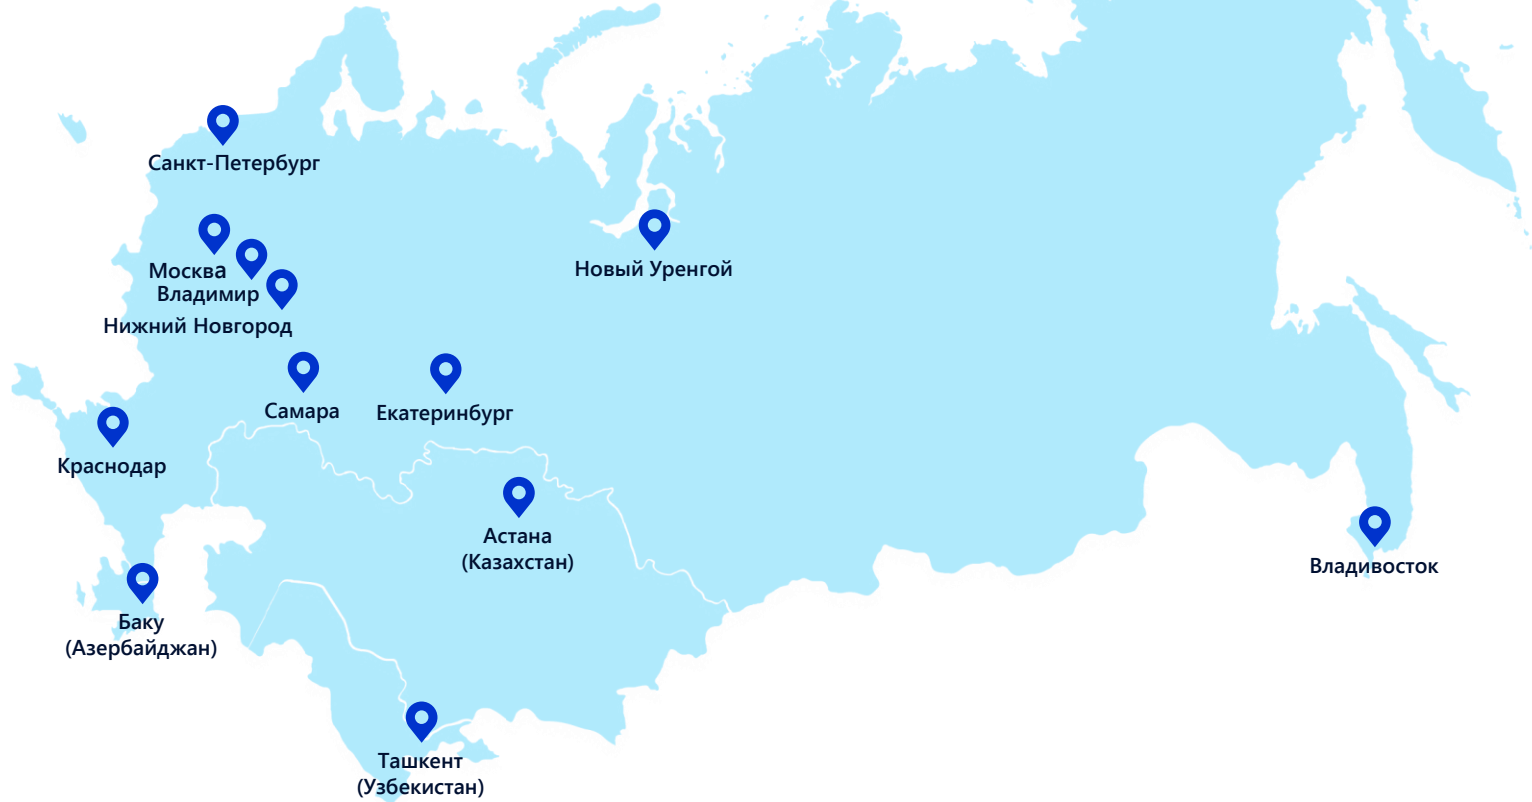 Санкт-Петербург
Москва
Владимир
Новый Уренгой
Нижний Новгород
Самара
Екатеринбург
Краснодар
Астана
(Казахстан)
Владивосток
Баку
(Азербайджан)
Ташкент
(Узбекистан)